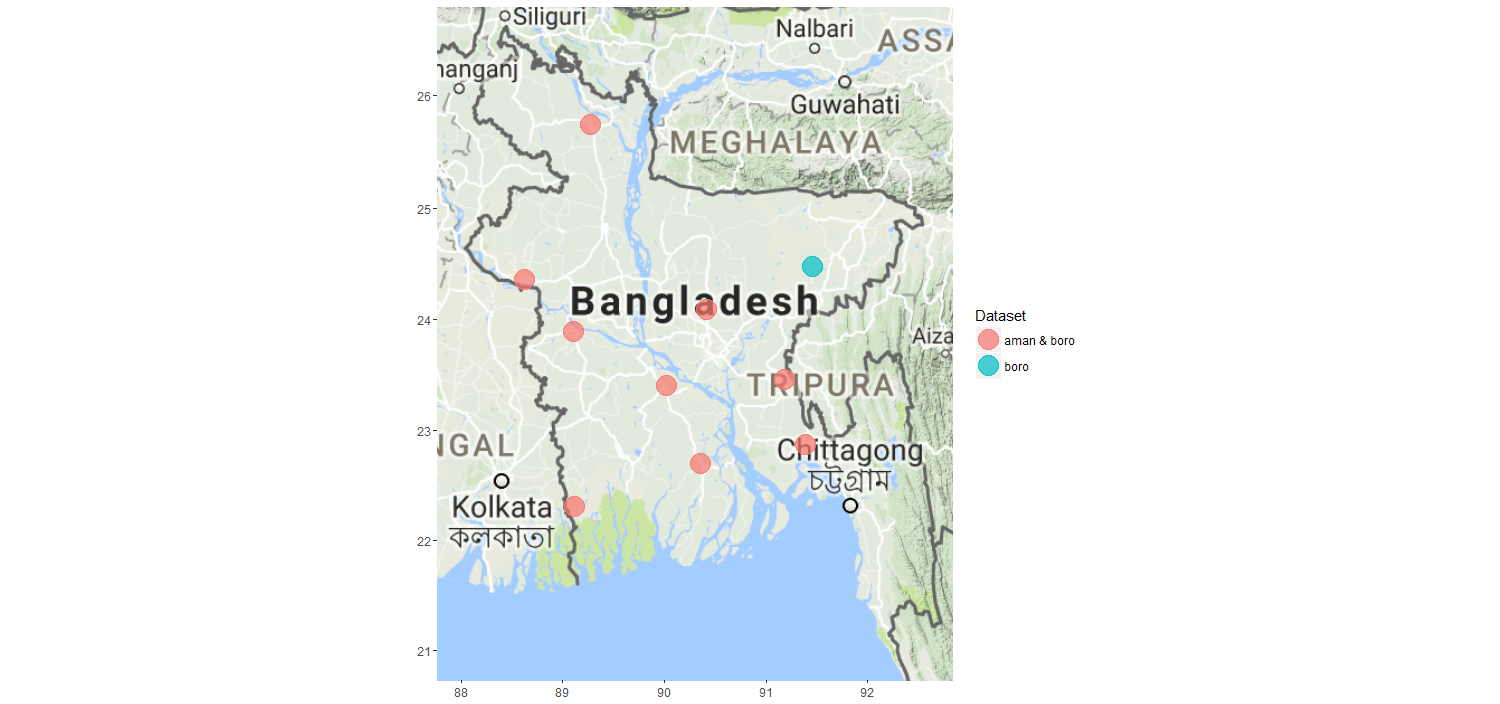 Siliguri
Nalbari
ASSA
hanganj
26
Guwahati
MEGHALAYA
25
Bangladesh
24
Aiza
TRIPURA
23
NGAL
Chittagong
চট্টগ্রাম
Kolkata
কলকাতা
22
21
88 89 90 91 92
Dataset
aman & boro
boro